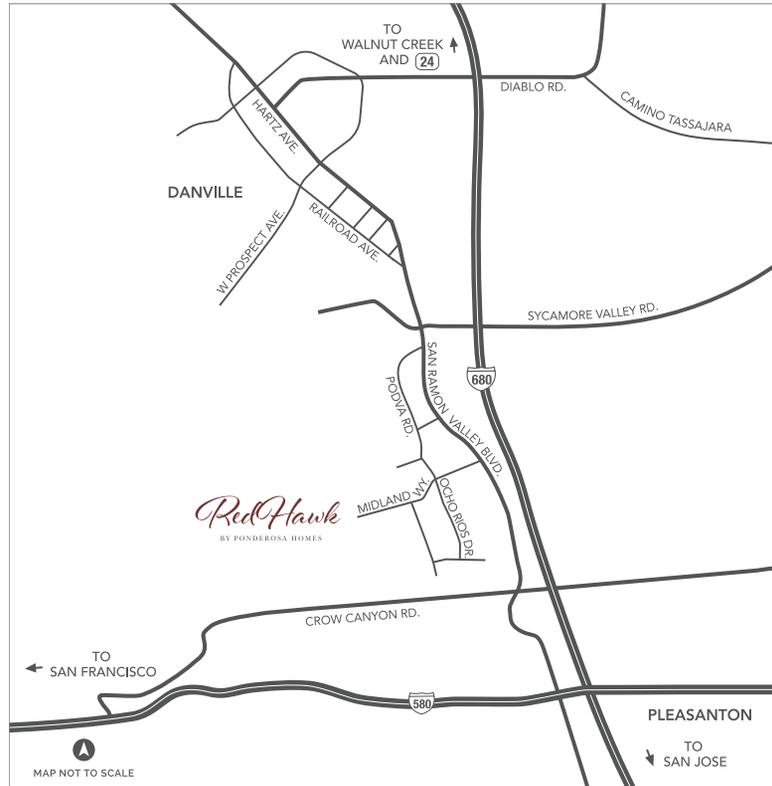 TO
WALNUT CREEK
AND 24
DIABLO RD.
CAMINO TASSAJARA
HARTZ AVE.
DANVILLE
W PROSPECT AVE.
RAILROAD AVE.
SYCAMORE VALLEY RD.
SAN RAMON VALLEY BLVD.
680
PODVA RD.
MIDLAND WY.
OCHO RIOS DR.
RedHawk
BY PONDEROSA HOMES
CROW CANYON RD.
TO
SAN FRANCISCO
580
PLEASANTON
TO
SAN JOSE
MAP NOT TO SCALE